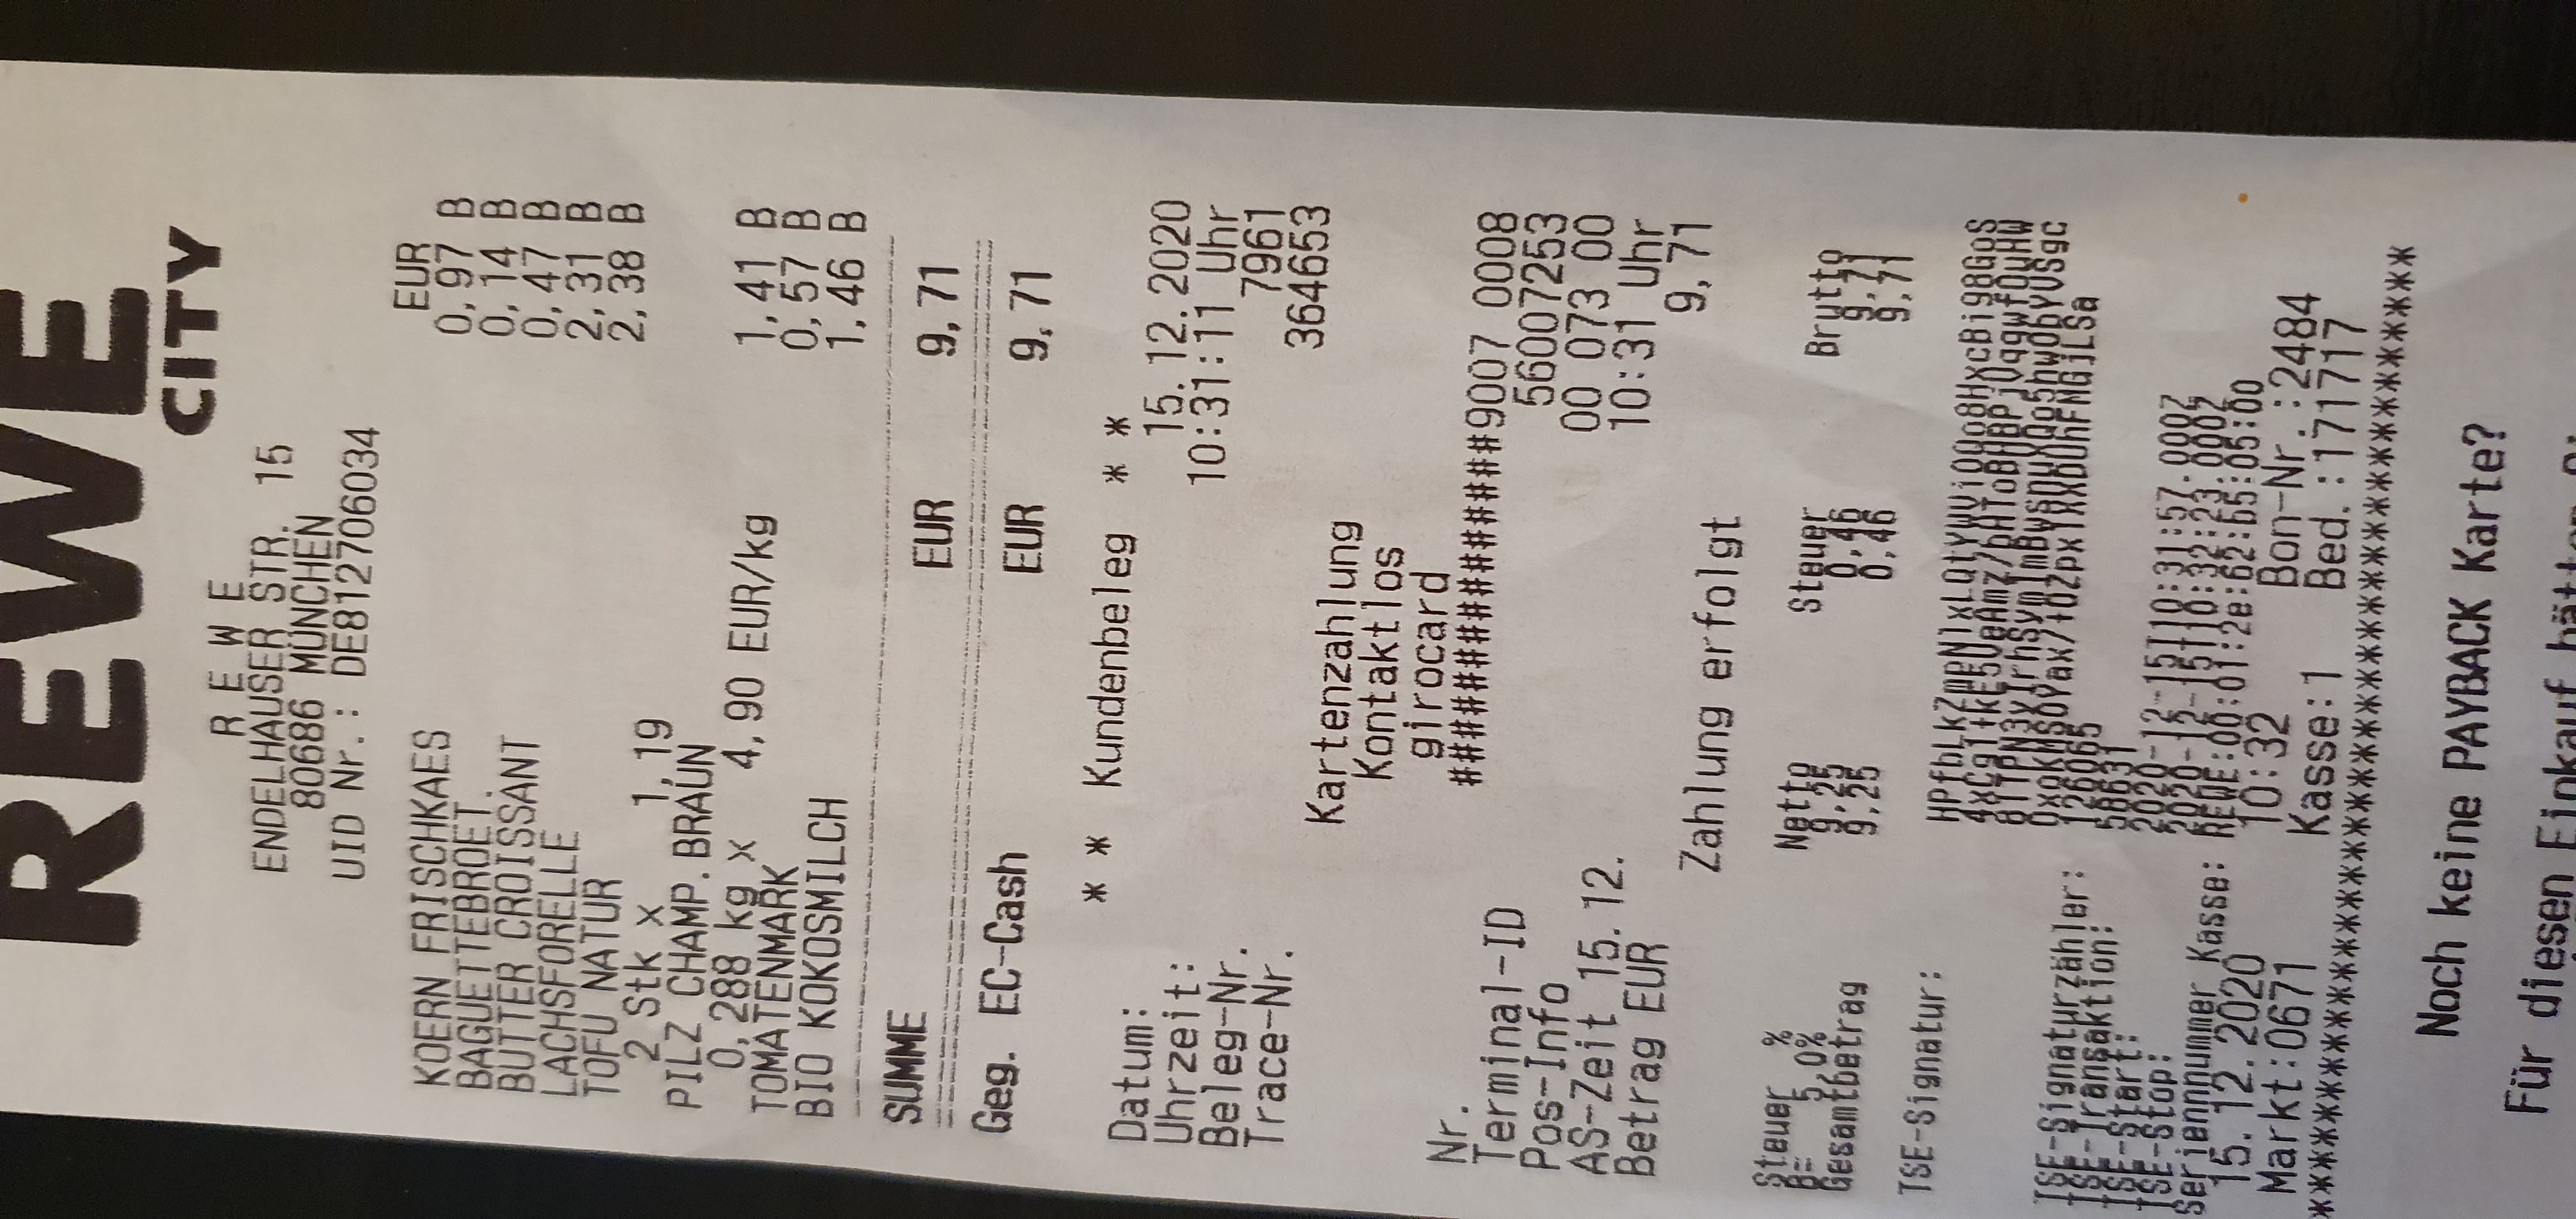 REWE
CITY
R E W E
ENDELHAUSER STR. 15
80686 MÜNCHEN
UID Nr.: DE812706034
EUR
KOERN FRISCHKAES 0,97 B
BAGUETTEBROET. 0,14 B
BUTTER CROISSANT 0,47 B
LACHSFORELLE 2,31 B
TOFU NATUR 2,38 B
2 Stk x 1,19
PILZ CHAMP.BRAUN
0,288 kg x 4,90 EUR/kg 1,41 B
TOMATENMARK 0,57 B
BIO KOKOSMILCH 1,46 B
SUMME EUR 9,71
Geg. EC-Cash EUR 9,71
* * Kundenbeleg * *
Datum: 15.12.2020
Uhrzeit: 10:31:11 Uhr
Beleg-Nr. 7961
Trace-Nr. 364653
Kartenzahlung
Kontaktlos
girocard
Nr. ###############9007 0008
Terminal-ID 56007253
Pos-Info 00 073 00
AS-Zeit 15.12. 10:31 Uhr
Betrag EUR 9,71
Zahlung erfolgt
Steuer % Netto Steuer Brutto
B= 5,0% 9,25 0,46 9,71
Gesamtbetrag 9,25 0,46 9,71
TSE-Signatur:
TSE-Signaturzähler: 126065
TSE-Transaktion: 58631
TSE-Start: 2020-12-15T10:31:57.000Z
TSE-Stop: 2020-12-15T10:32:23.000Z
Seriennnummer Kasse: REWE:00:01:2e:62:b5:05:00
15.12.2020 10:32 Bon-Nr.:2484
Markt:0671 Kasse:1 Bed.:171717
****************************************
Noch keine PAYBACK Karte?
Für diesen Einkauf hätten